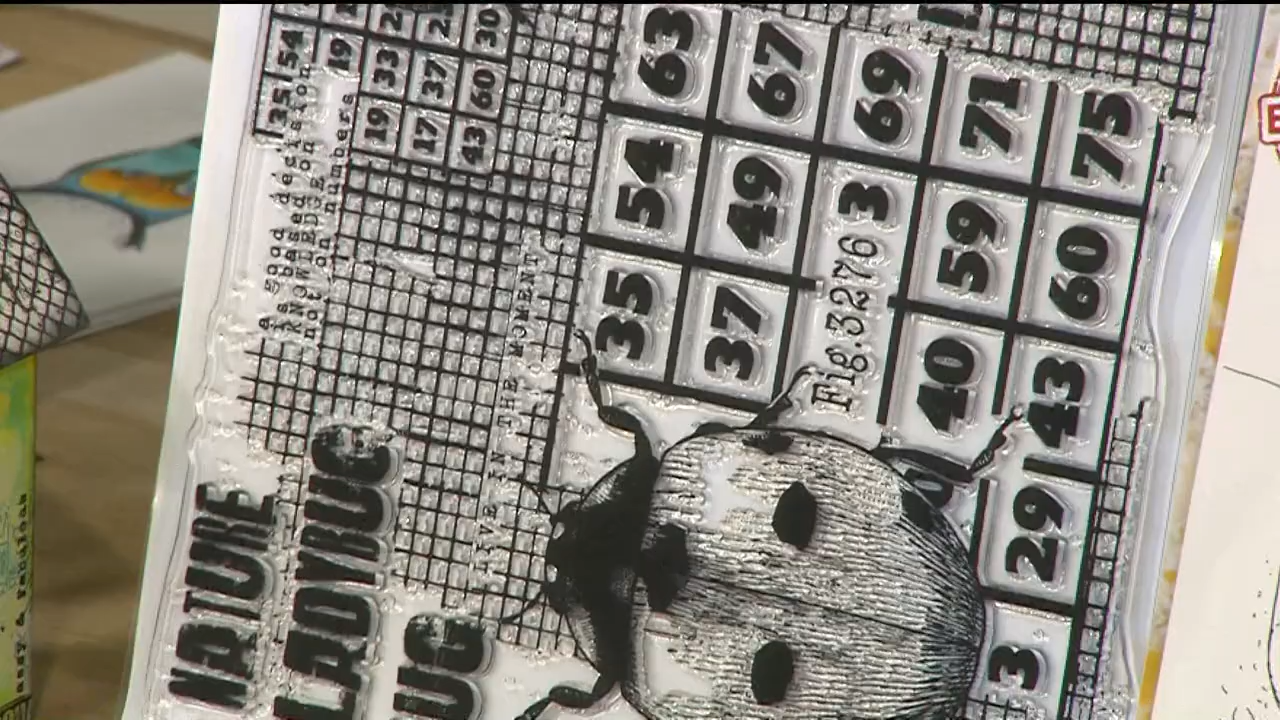 NATURE
a good decision
is based on
KNOWLEDGE
not on numbers
35 54
19
LADYBUG
19 33
17 37
43 60 30
UG
LIVE IN THE MOMENT
35 54 63
37 49 67
Fig.3276 3 69
40 59 71
3 29 43 60 75